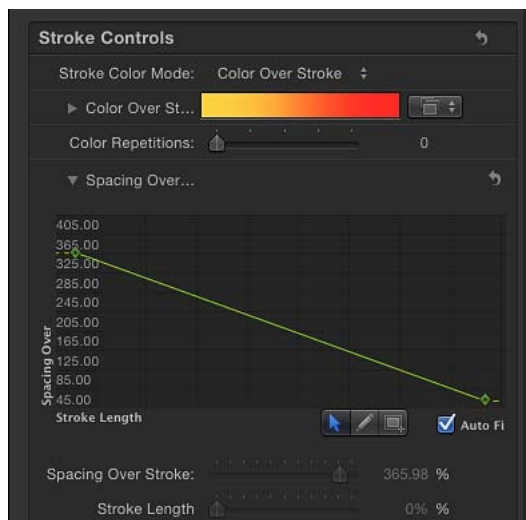 Stroke Controls
Stroke Color Mode: Color Over Stroke
Color Over St...
Color Repetitions: 0
Spacing Over...
405.00
365.00
325.00
285.00
245.00
205.00
165.00
125.00
85.00
45.00
Spacing Over
Stroke Length
Auto Fi
Spacing Over Stroke: 365.98 %
Stroke Length 0% %